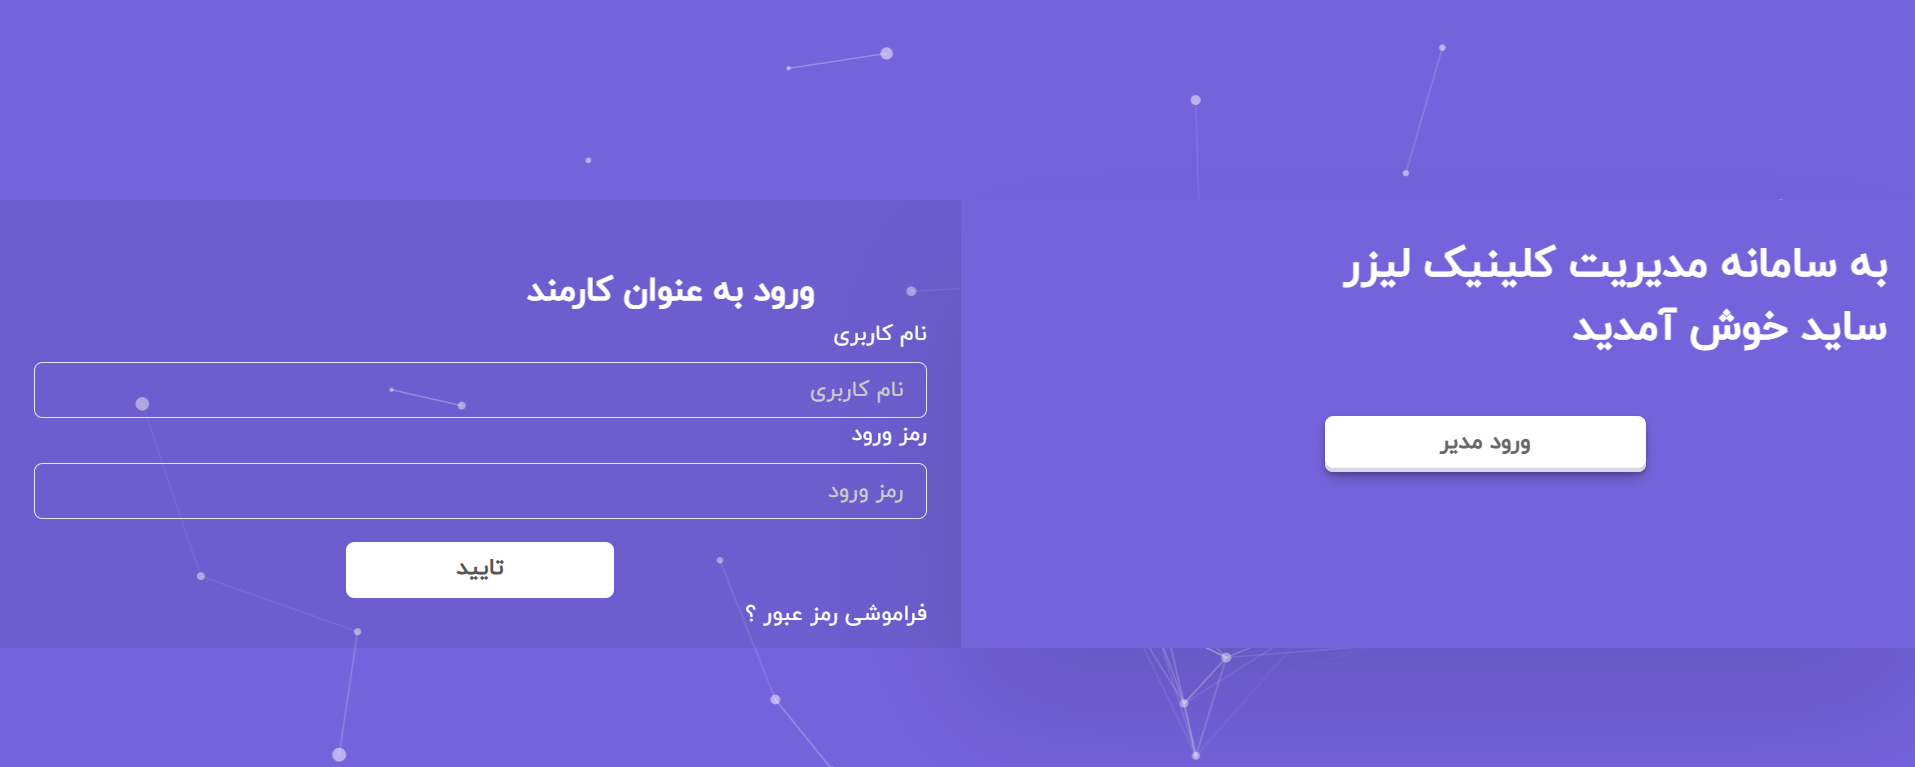 به سامانه مدیریت کلینیک لیزر
ساید خوش آمدید
ورود مدیر
ورود به عنوان کارمند
نام کاربری
نام کاربری
رمز ورود
رمز ورود
تایید
فراموشی رمز عبور ؟